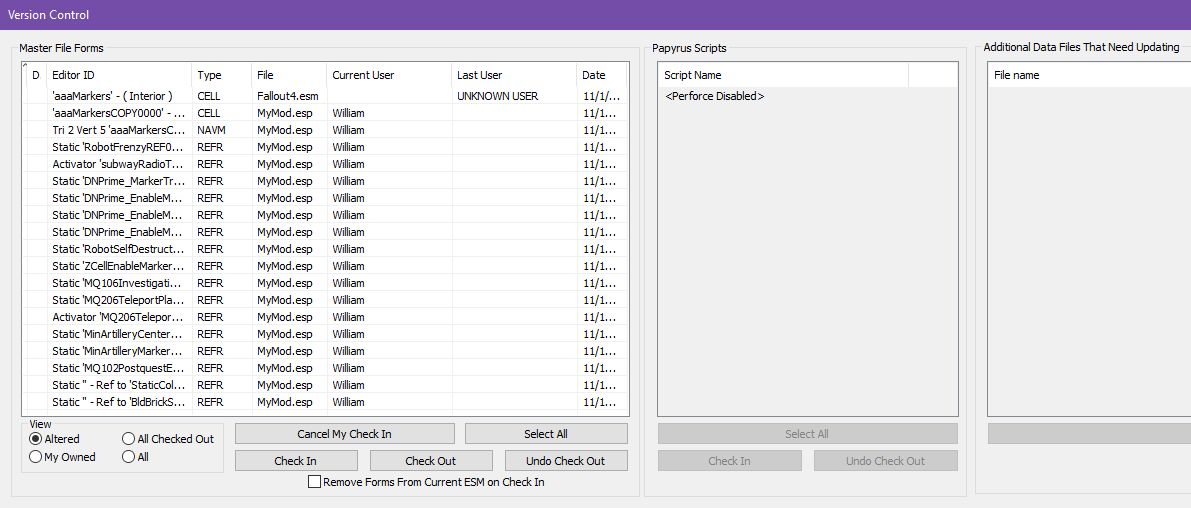 Version Control
Master File Forms
D Editor ID Type File Current User Last User Date
'aaaMarkers' - ( Interior ) CELL Fallout4.esm UNKNOWN USER 11/1/...
'aaaMarkersCOPY0000' - ... CELL MyMod.esp William 11/1...
Tri 2 Vert 5 'aaaMarkersC... NAVM MyMod.esp William 11/1...
Static 'RobotFrenzyREF0... REFR MyMod.esp William 11/1...
Activator 'subwayRadioT... REFR MyMod.esp William 11/1...
Static 'DNPrime_MarkerTr... REFR MyMod.esp William 11/1...
Static 'DNPrime_EnableM... REFR MyMod.esp William 11/1...
Static 'DNPrime_EnableM... REFR MyMod.esp William 11/1...
Static 'DNPrime_EnableM... REFR MyMod.esp William 11/1...
Static 'RobotSelfDestruct... REFR MyMod.esp William 11/1...
Static 'ZCellEnableMarker... REFR MyMod.esp William 11/1...
Static 'MQ106Investigati... REFR MyMod.esp William 11/1...
Static 'MQ206TeleportPla... REFR MyMod.esp William 11/1...
Activator 'MQ206Telepor... REFR MyMod.esp William 11/1...
Static 'MinArtilleryCenter... REFR MyMod.esp William 11/1...
Static 'MinArtilleryMarker... REFR MyMod.esp William 11/1...
Static 'MQ102PostquestE... REFR MyMod.esp William 11/1...
Static '' - Ref to 'StaticCol... REFR MyMod.esp William 11/1...
Static '' - Ref to 'BldBrickS... REFR MyMod.esp William 11/1...
View
Altered All Checked Out
My Owned All
Cancel My Check In Select All
Check In Check Out Undo Check Out
Remove Forms From Current ESM on Check In
Papyrus Scripts
Script Name
<Perforce Disabled>
Select All
Check In Undo Check Out
Additional Data Files That Need Updating
File name